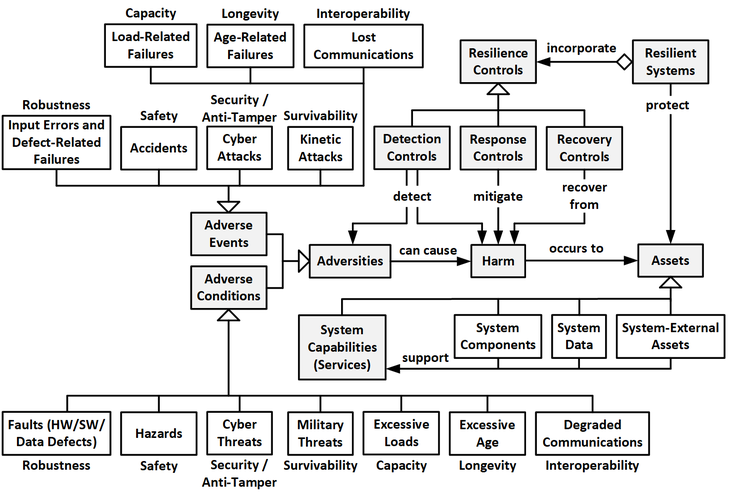 Capacity
Longevity
Interoperability
Load-Related
Failures
Age-Related
Failures
Lost
Communications
Resilience
Controls
incorporate
Resilient
Systems
protect
Robustness
Safety
Security /
Anti-Tamper
Survivability
Input Errors and
Defect-Related
Failures
Accidents
Cyber
Attacks
Kinetic
Attacks
Detection
Controls
Response
Controls
Recovery
Controls
detect
mitigate
recover
from
Adverse
Events
Adverse
Conditions
Adversities
can cause
Harm
occurs to
Assets
System
Capabilities
(Services)
System
Components
System
Data
System-External
Assets
support
Faults (HW/SW/
Data Defects)
Hazards
Cyber
Threats
Military
Threats
Excessive
Loads
Excessive
Age
Degraded
Communications
Robustness
Safety
Security /
Anti-Tamper
Survivability
Capacity
Longevity
Interoperability